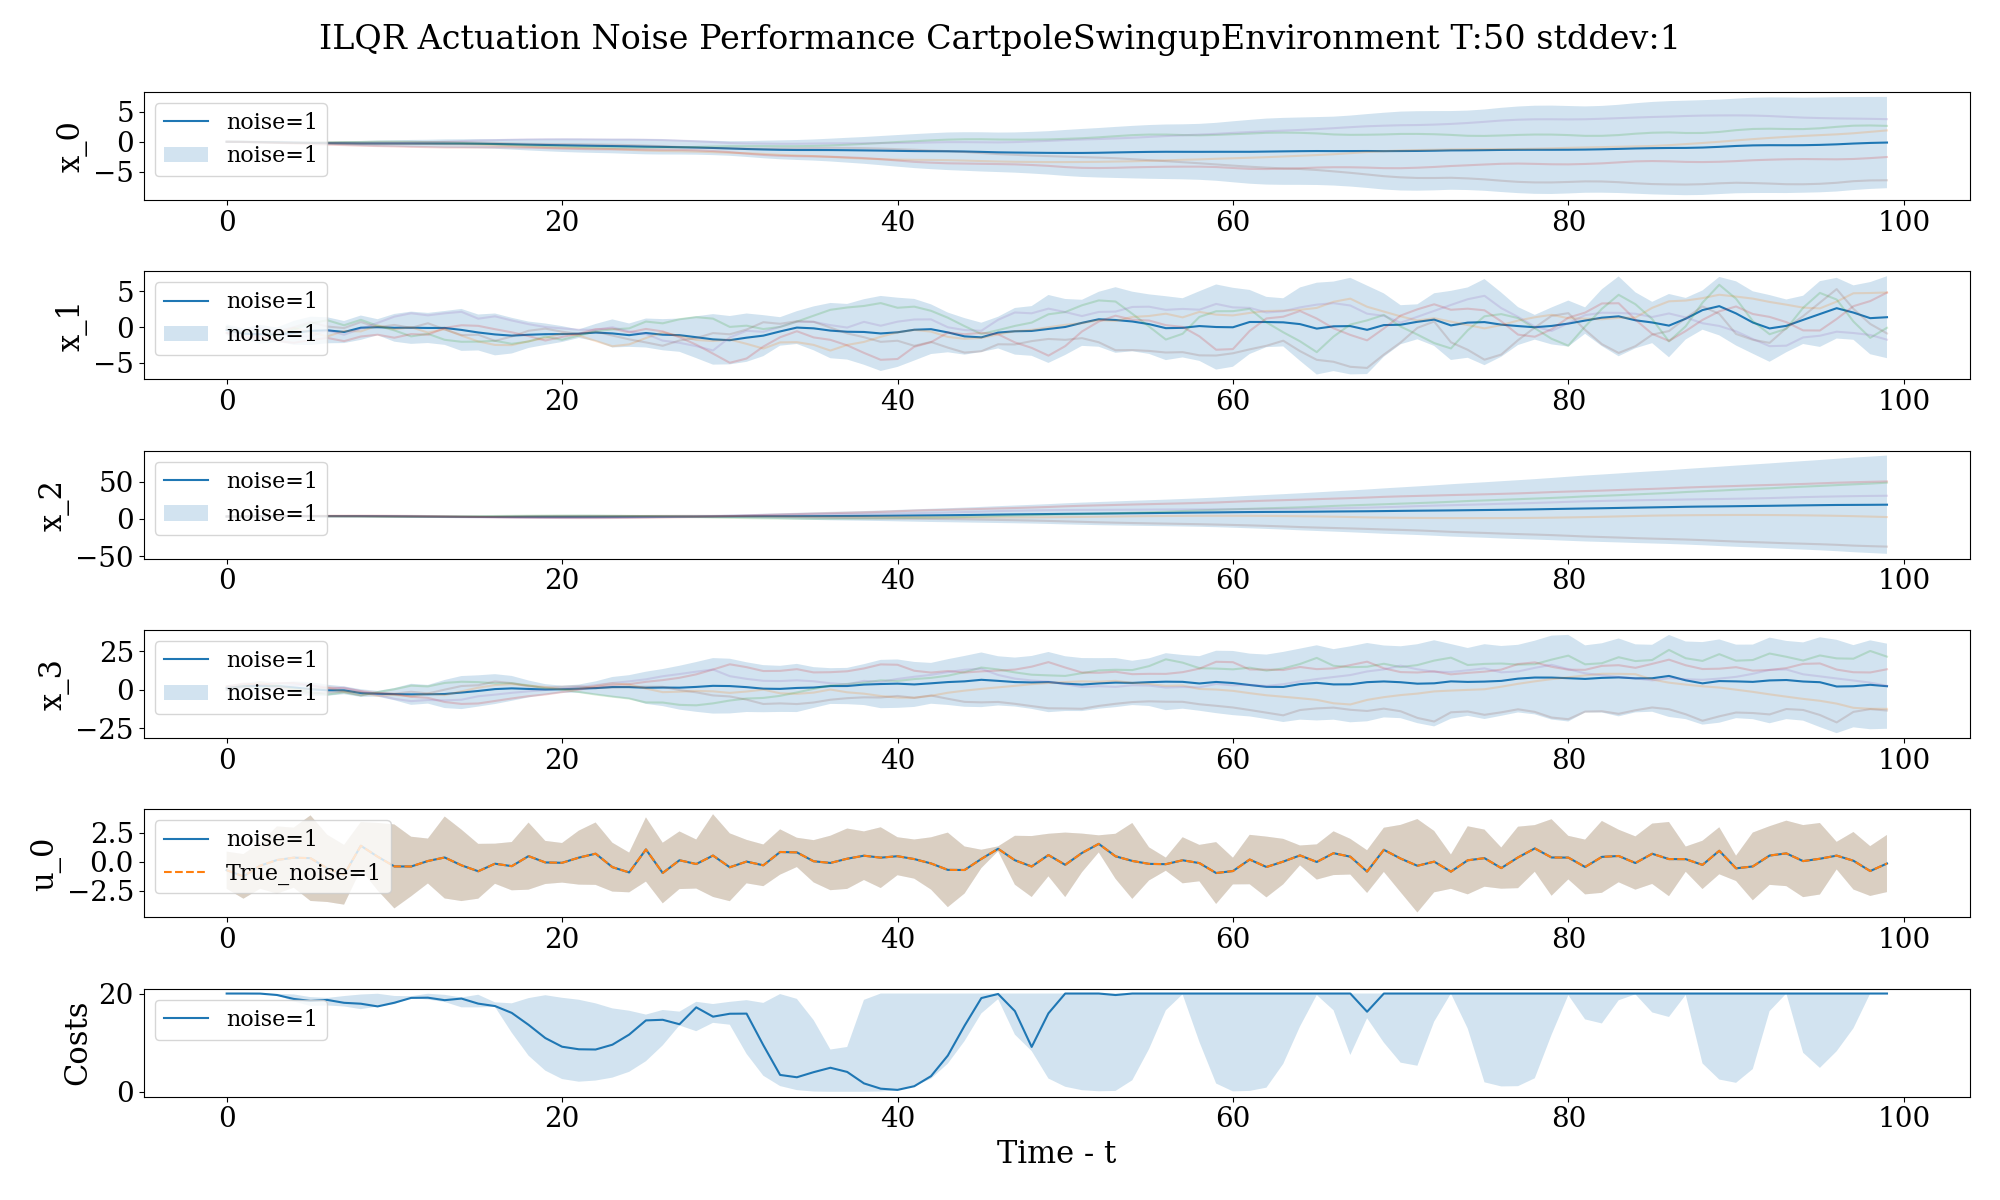 ILQR Actuation Noise Performance CartpoleSwingupEnvironment T:50 stddev:1
x_0
5
0
−5
noise=1
noise=1
0 20 40 60 80 100
x_1
5
0
−5
noise=1
noise=1
0 20 40 60 80 100
x_2
50
0
−50
noise=1
noise=1
0 20 40 60 80 100
x_3
25
0
−25
noise=1
noise=1
0 20 40 60 80 100
u_0
2.5
0.0
−2.5
noise=1
True_noise=1
0 20 40 60 80 100
Costs
20
0
noise=1
0 20 40 60 80 100
Time - t